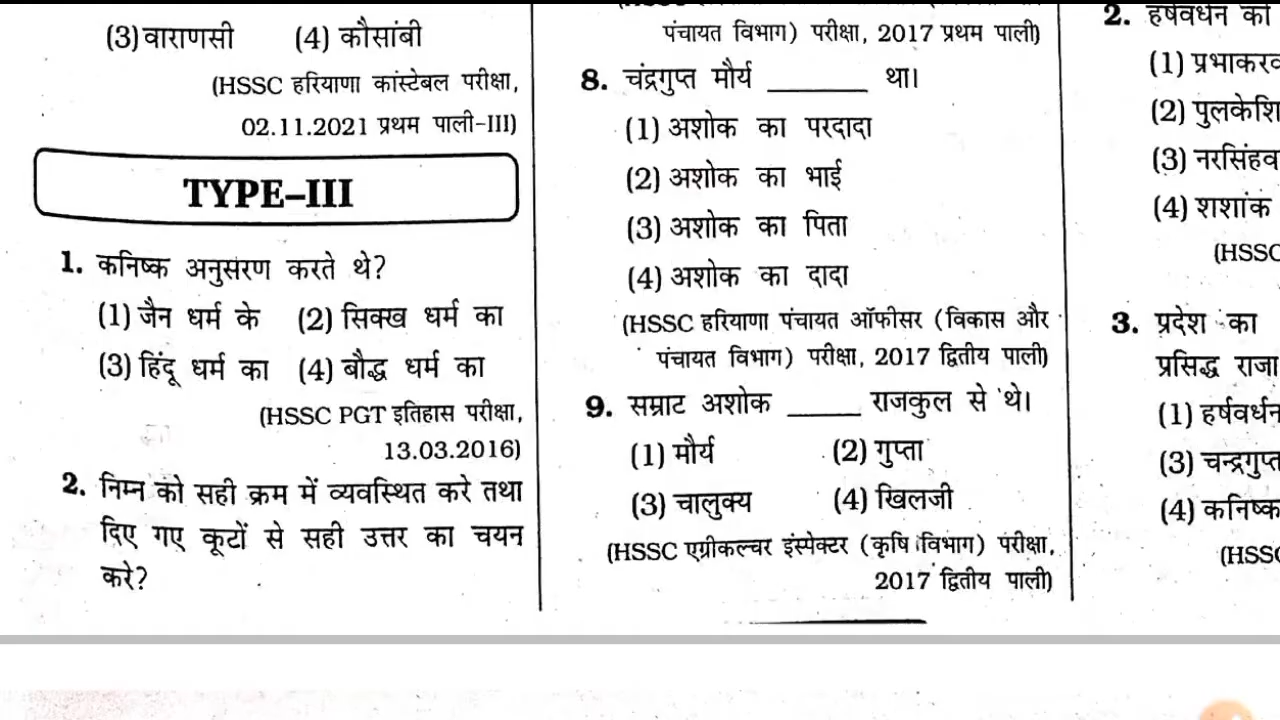 (3) वाराणसी (4) कौसांबी
(HSSC हरियाणा कांस्टेबल परीक्षा,
02.11.2021 प्रथम पाली-III)
TYPE–III
1. कनिष्क अनुसरण करते थे?
(1) जैन धर्म के (2) सिक्ख धर्म का
(3) हिंदू धर्म का (4) बौद्ध धर्म का
(HSSC PGT इतिहास परीक्षा,
13.03.2016)
2. निम्न को सही क्रम में व्यवस्थित करे तथा
दिए गए कूटों से सही उत्तर का चयन
करे?
पंचायत विभाग) परीक्षा, 2017 प्रथम पाली)
8. चंद्रगुप्त मौर्य ______ था।
(1) अशोक का परदादा
(2) अशोक का भाई
(3) अशोक का पिता
(4) अशोक का दादा
(HSSC हरियाणा पंचायत ऑफीसर (विकास और
पंचायत विभाग) परीक्षा, 2017 द्वितीय पाली)
9. सम्राट अशोक _____ राजकुल से थे।
(1) मौर्य (2) गुप्ता
(3) चालुक्य (4) खिलजी
(HSSC एग्रीकल्चर इंस्पेक्टर (कृषि विभाग) परीक्षा,
2017 द्वितीय पाली)
2. हर्षवर्धन को
(1) प्रभाकरव
(2) पुलकेशि
(3) नरसिंहव
(4) शशांक
(HSSC
3. प्रदेश का
प्रसिद्ध राजा
(1) हर्षवर्धन
(3) चन्द्रगुप्त
(4) कनिष्क
(HSSC